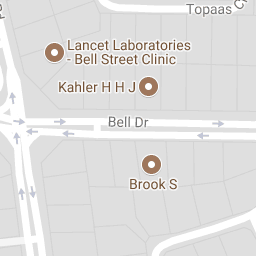 Topaas
Lancet Laboratories
- Bell Street Clinic
Kahler H H J
Bell Dr
Brook S